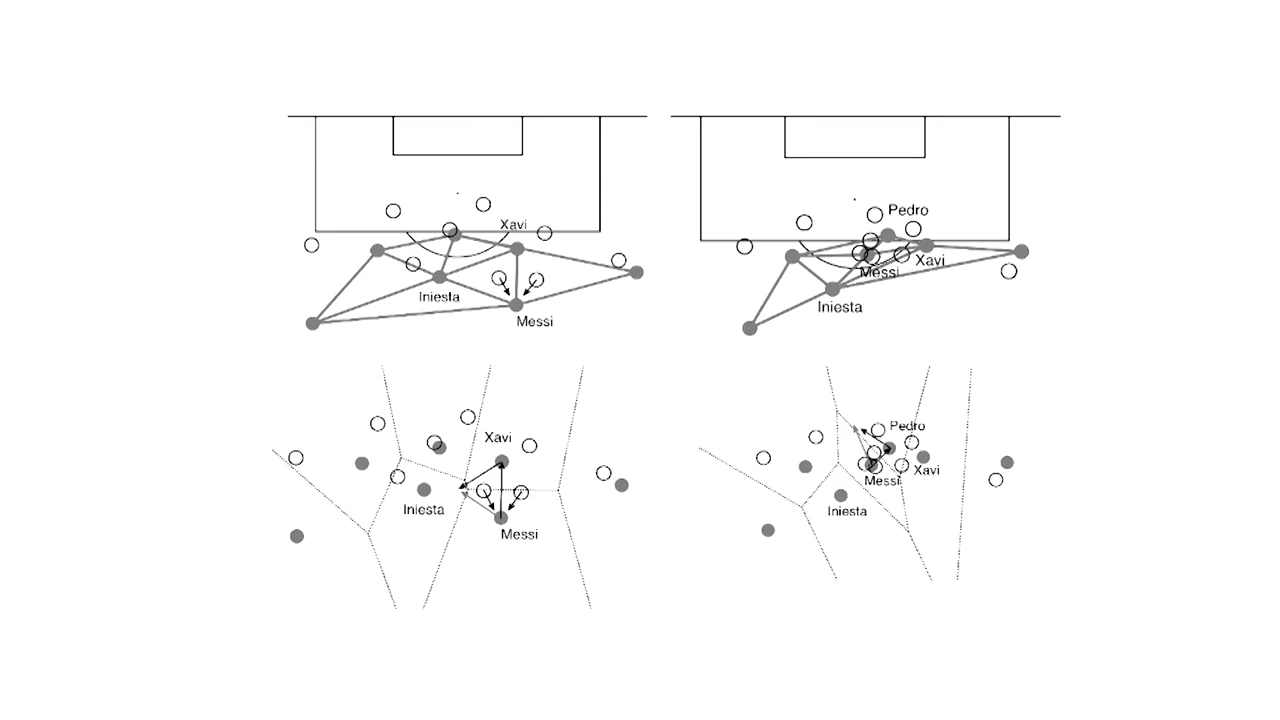 Xavi
Iniesta
Messi
Pedro
Xavi
Messi
Iniesta
Xavi
Iniesta
Messi
Pedro
Xavi
Messi
Iniesta